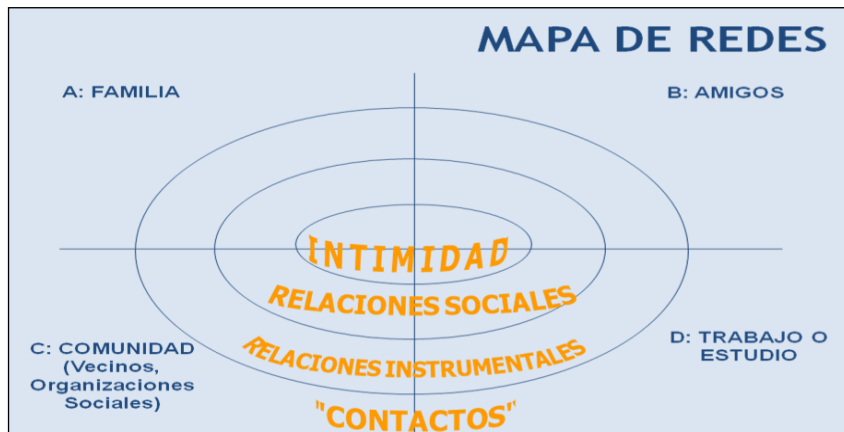 MAPA DE REDES
A: FAMILIA
B: AMIGOS
INTIMIDAD
RELACIONES SOCIALES
RELACIONES INSTRUMENTALES
"CONTACTOS"
C: COMUNIDAD
(Vecinos,
Organizaciones
Sociales)
D: TRABAJO O
ESTUDIO